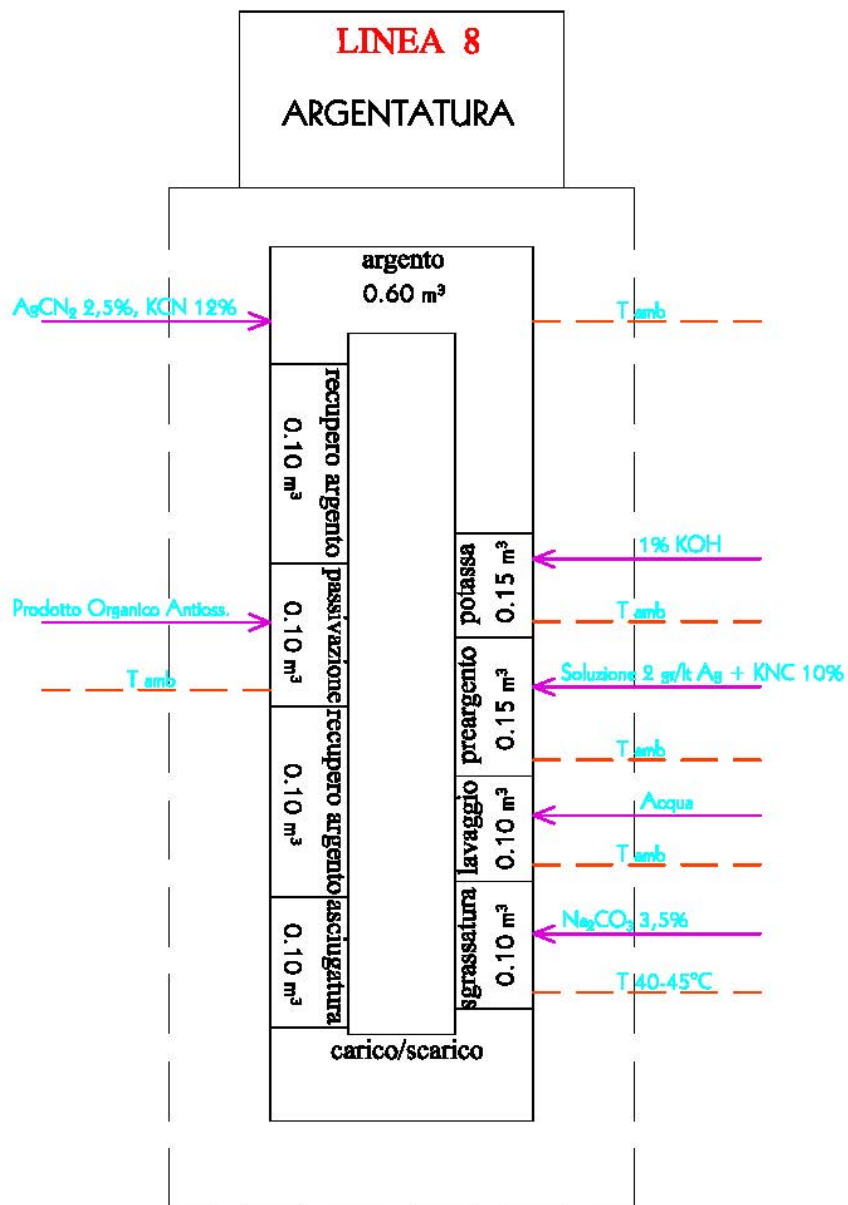 LINEA 8
ARGENTATURA
argento
0.60 m³
AgCN₂ 2,5%, KCN 12%
T amb
recupero argento
0.10 m³
potassa
0.15 m³
1% KOH
T amb
passivazione
0.10 m³
Prodotto Organico Antioss.
T amb
preargento
0.15 m³
Soluzione 2 gr/lt Ag + KNC 10%
T amb
recupero argento
0.10 m³
lavaggio
0.10 m³
Acqua
T amb
asciugatura
0.10 m³
sgrassatura
0.10 m³
Na₂CO₃ 3,5%
T 40-45°C
carico/scarico